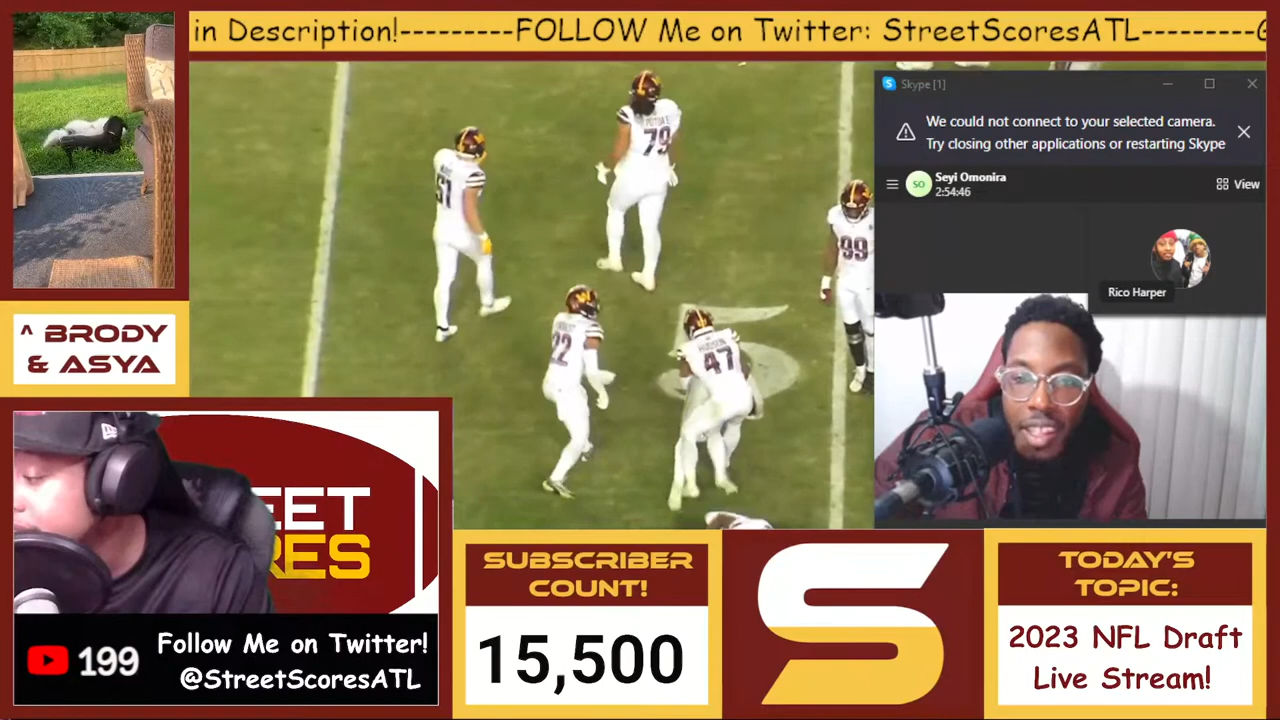 in Description!---------FOLLOW Me on Twitter: StreetScoresATL---------
Skype [1]
We could not connect to your selected camera.
Try closing other applications or restarting Skype
Seyi Omonira
2:54:46
SO
View
Rico Harper
79
51
99
22
HUDSON
47
^ BRODY
& ASYA
EET
RES
199
Follow Me on Twitter!
@StreetScoresATL
SUBSCRIBER
COUNT!
15,500
S
TODAY'S
TOPIC:
2023 NFL Draft
Live Stream!